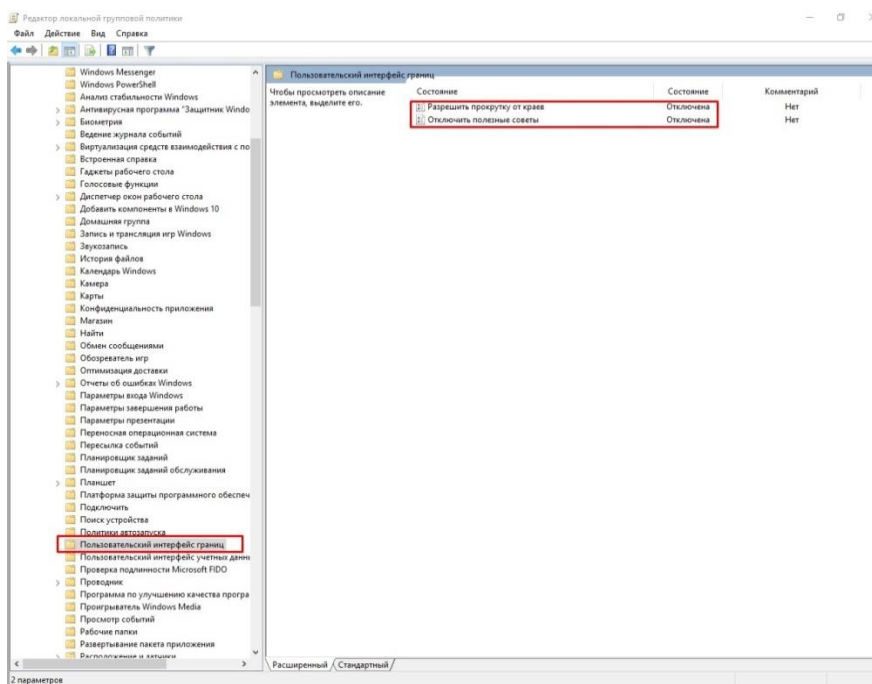 Редактор локальной групповой политики
Файл Действие Вид Справка
Windows Messenger
Windows PowerShell
Анализ стабильности Windows
Антивирусная программа "Защитник Windo
Биометрия
Ведение журнала событий
Виртуализация средств взаимодействия с по
Встроенная справка
Гаджеты рабочего стола
Голосовые функции
Диспетчер окон рабочего стола
Добавить компоненты в Windows 10
Домашняя группа
Запись и трансляция игр Windows
Звукозапись
История файлов
Календарь Windows
Камера
Карты
Конфиденциальность приложения
Магазин
Найти
Обмен сообщениями
Обозреватель игр
Оптимизация доставки
Отчеты об ошибках Windows
Параметры входа Windows
Параметры завершения работы
Параметры презентации
Переносная операционная система
Пересылка событий
Планировщик заданий
Планировщик заданий обслуживания
Планшет
Платформа защиты программного обеспеч
Подключить
Поиск устройства
Политики автозапуска
Пользовательский интерфейс границ
Пользовательский интерфейс учетных данны
Проверка подлинности Microsoft FIDO
Проводник
Программа по улучшению качества програ
Проигрыватель Windows Media
Просмотр событий
Рабочие папки
Развертывание пакета приложения
Расположение и датчики
Пользовательский интерфейс границ
Чтобы просмотреть описание
элемента, выделите его.
Состояние Состояние Комментарий
Разрешить прокрутку от краев Отключена Нет
Отключить полезные советы Отключена Нет
Расширенный Стандартный
2 параметров